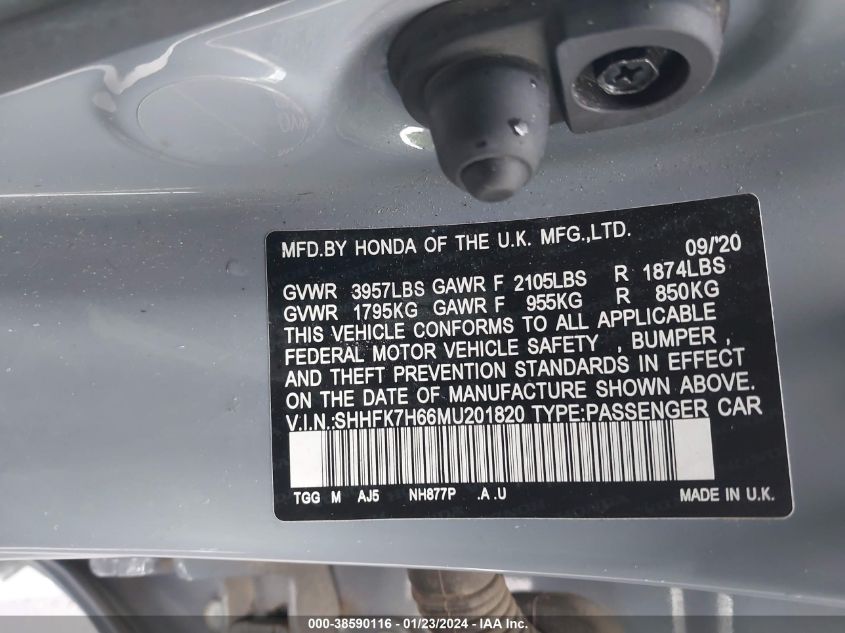 MFD.BY HONDA OF THE U.K. MFG.,LTD. 09/'20
GVWR 3957LBS GAWR F 2105LBS R 1874LBS
GVWR 1795KG GAWR F 955KG R 850KG
THIS VEHICLE CONFORMS TO ALL APPLICABLE
FEDERAL MOTOR VEHICLE SAFETY , BUMPER ,
AND THEFT PREVENTION STANDARDS IN EFFECT
ON THE DATE OF MANUFACTURE SHOWN ABOVE.
V.I.N.:SHHFK7H66MU201820 TYPE:PASSENGER CAR
TGG M AJ5 NH877P .A .U MADE IN U.K.
000-38590116 - 01/23/2024 - IAA Inc.